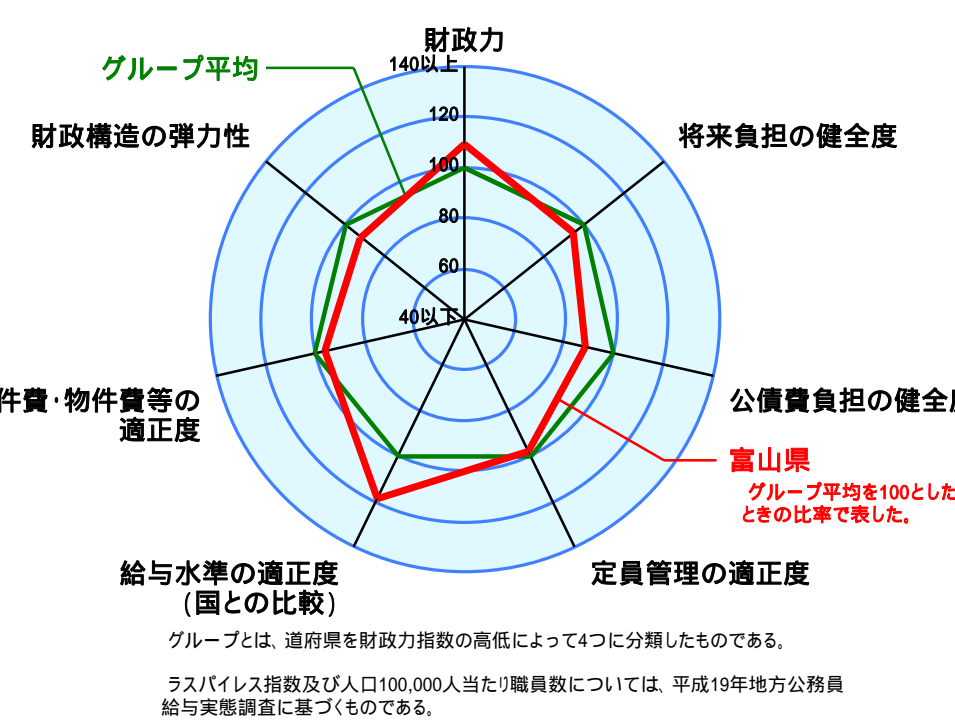 財政力
グループ平均
140以上
120
100
80
60
40以下
財政構造の弾力性
将来負担の健全度
件費・物件費等の
適正度
公債費負担の健全度
富山県
グループ平均を100とした
ときの比率で表した。
給与水準の適正度
(国との比較)
定員管理の適正度
グループとは、道府県を財政力指数の高低によって4つに分類したものである。
ラスパイレス指数及び人口100,000人当たり職員数については、平成19年地方公務員
給与実態調査に基づくものである。